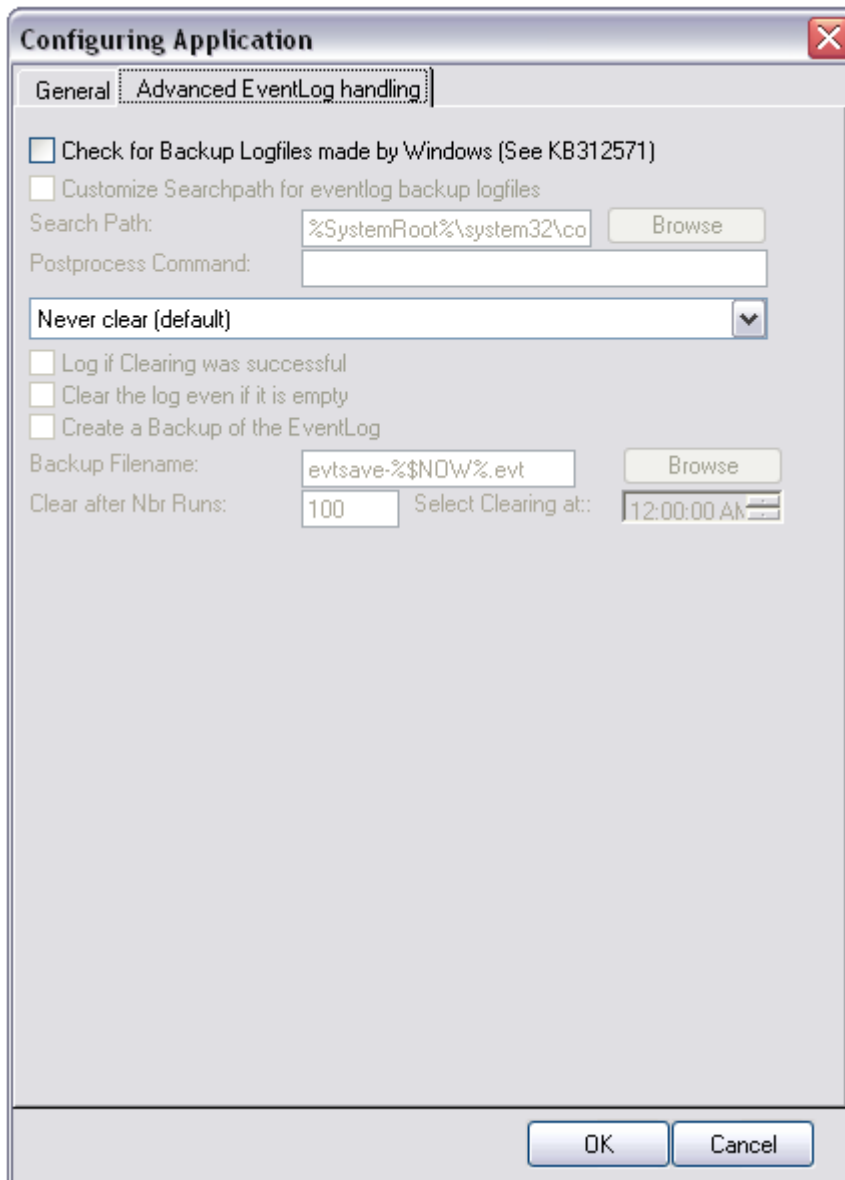 Configuring Application
General Advanced EventLog handling
Check for Backup Logfiles made by Windows (See KB312571)
Customize Searchpath for eventlog backup logfiles
Search Path: %SystemRoot%\system32\co Browse
Postprocess Command:
Never clear (default)
Log if Clearing was successful
Clear the log even if it is empty
Create a Backup of the EventLog
Backup Filename: evtsave-%$NOW%.evt Browse
Clear after Nbr Runs: 100 Select Clearing at:: 12:00:00 AM
OK Cancel